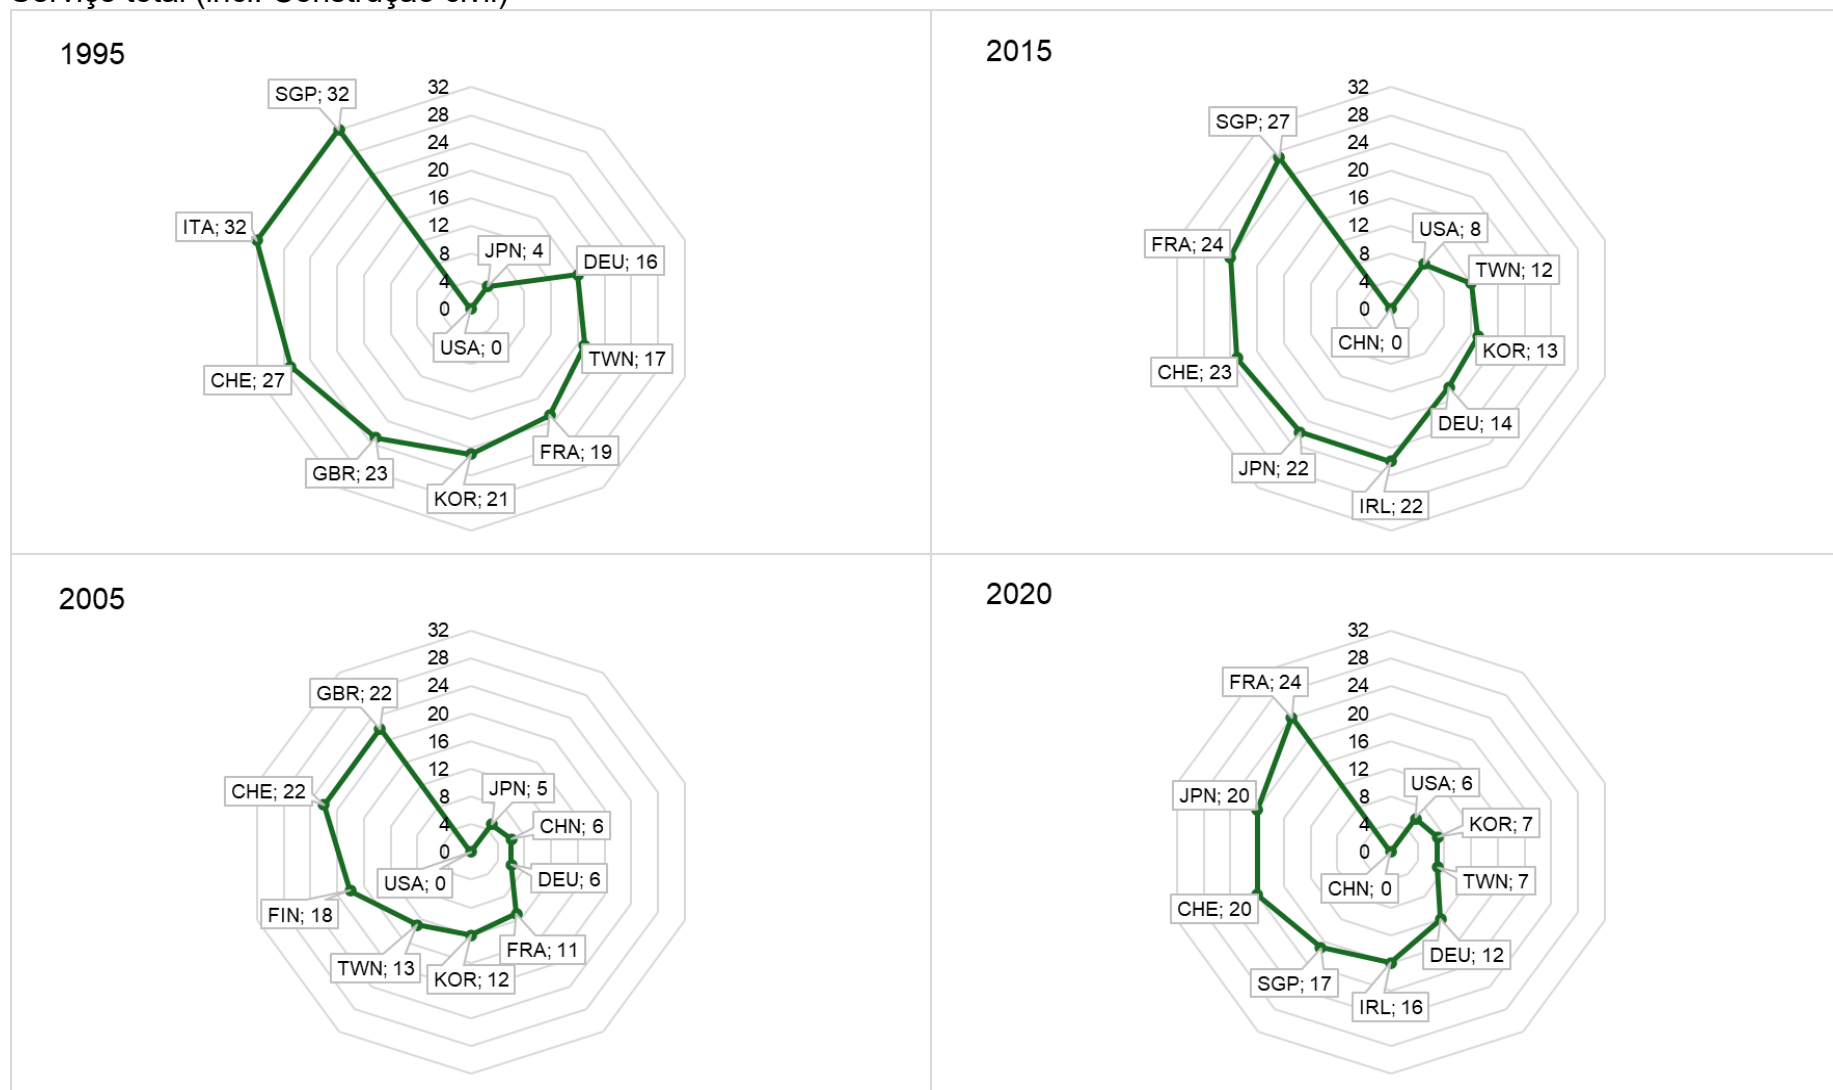 Serviço total (incl. Construção civil)
1995
32
28
24
20
16
12
8
4
0
SGP; 32
ITA; 32
CHE; 27
GBR; 23
KOR; 21
FRA; 19
TWN; 17
DEU; 16
JPN; 4
USA; 0
2015
32
28
24
20
16
12
8
4
0
SGP; 27
FRA; 24
CHE; 23
JPN; 22
IRL; 22
DEU; 14
KOR; 13
TWN; 12
USA; 8
CHN; 0
2005
32
28
24
20
16
12
8
4
0
GBR; 22
CHE; 22
FIN; 18
TWN; 13
KOR; 12
FRA; 11
DEU; 6
CHN; 6
JPN; 5
USA; 0
2020
32
28
24
20
16
12
8
4
0
FRA; 24
JPN; 20
CHE; 20
SGP; 17
IRL; 16
DEU; 12
TWN; 7
KOR; 7
USA; 6
CHN; 0